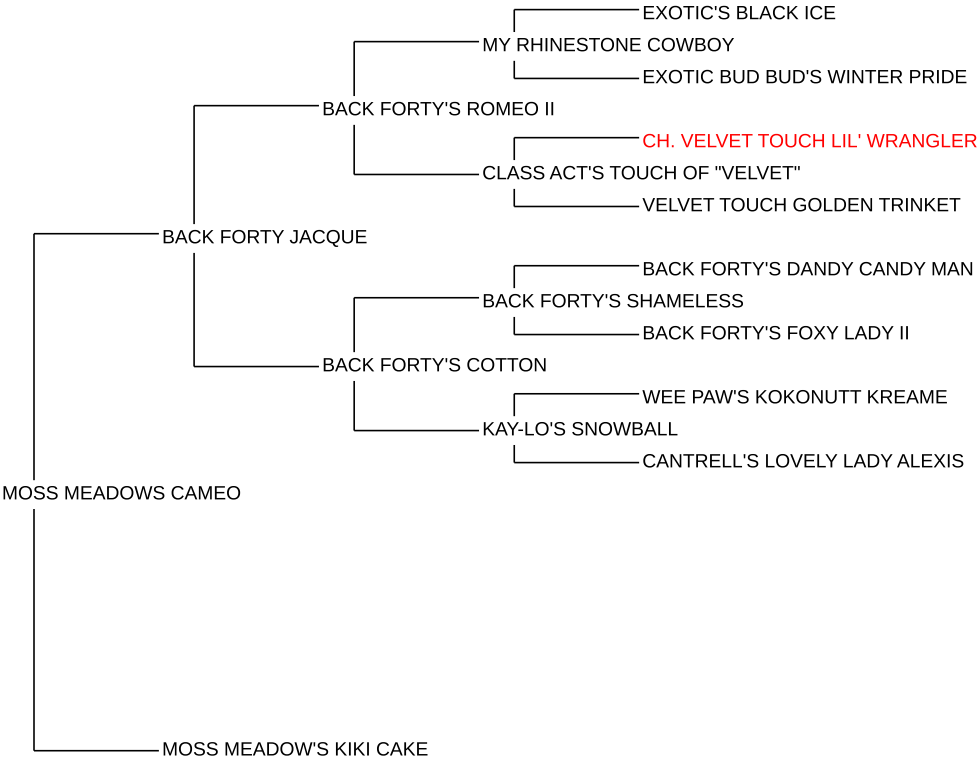 EXOTIC'S BLACK ICE
MY RHINESTONE COWBOY
EXOTIC BUD BUD'S WINTER PRIDE
BACK FORTY'S ROMEO II
CH. VELVET TOUCH LIL' WRANGLER
CLASS ACT'S TOUCH OF "VELVET"
VELVET TOUCH GOLDEN TRINKET
BACK FORTY JACQUE
BACK FORTY'S DANDY CANDY MAN
BACK FORTY'S SHAMELESS
BACK FORTY'S FOXY LADY II
BACK FORTY'S COTTON
WEE PAW'S KOKONUTT KREAME
KAY-LO'S SNOWBALL
CANTRELL'S LOVELY LADY ALEXIS
MOSS MEADOWS CAMEO
MOSS MEADOW'S KIKI CAKE